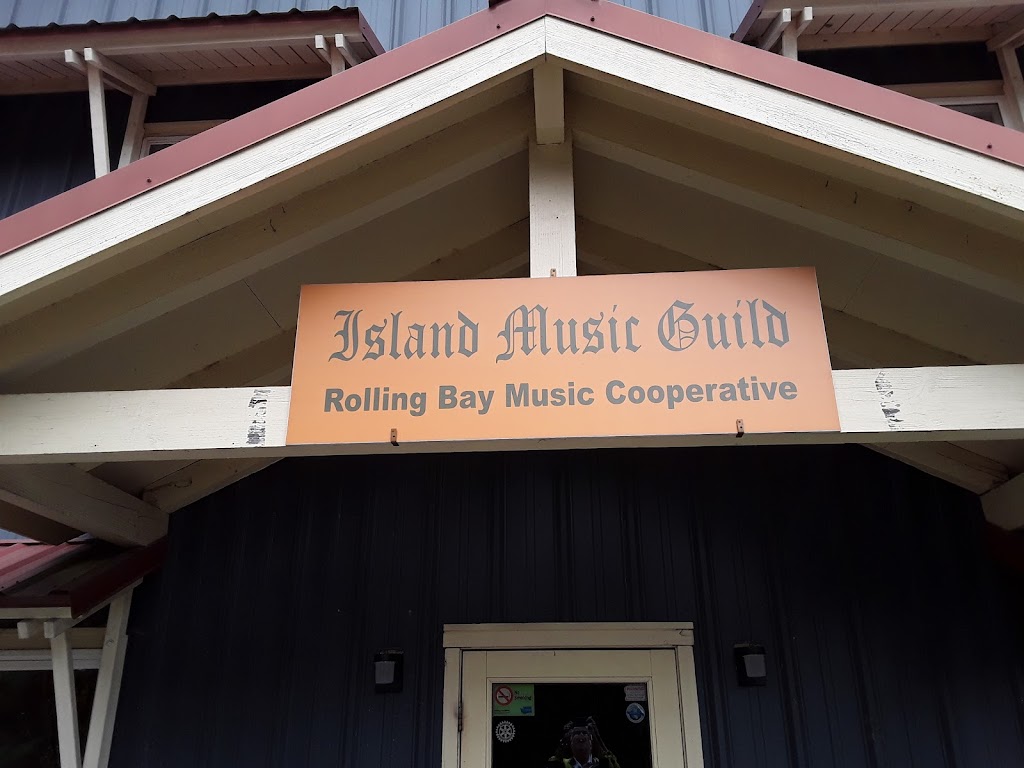 Island Music Guild
Rolling Bay Music Cooperative